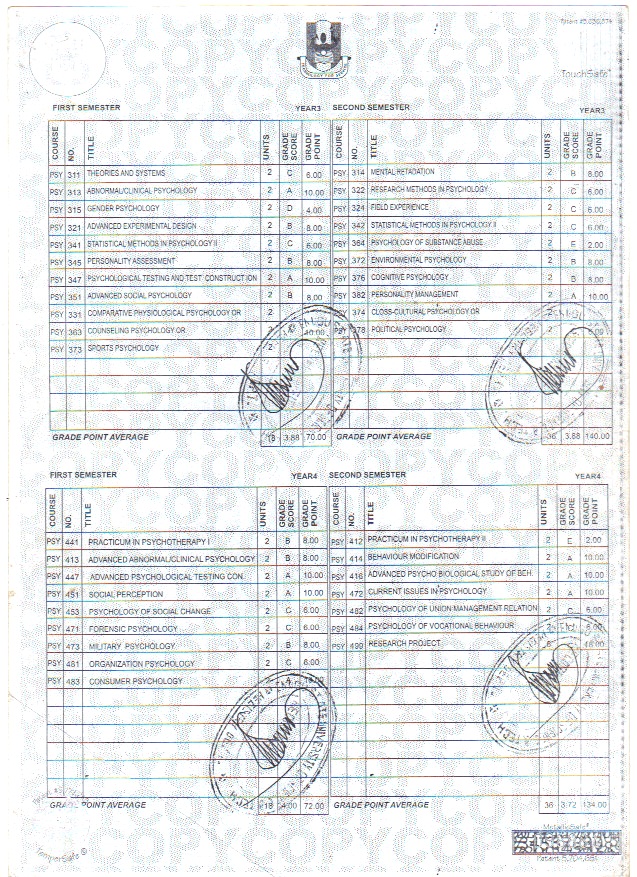 Patent #5,636,874
TECHNOLOGY FOR SERVICE
TouchSafe
FIRST SEMESTER YEAR3
COURSE NO. TITLE UNITS GRADE SCORE GRADE POINT
PSY 311 THEORIES AND SYSTEMS 2 C 6.00
PSY 313 ABNORMAL/CLINICAL PSYCHOLOGY 2 A 10.00
PSY 315 GENDER PSYCHOLOGY 2 D 4.00
PSY 321 ADVANCED EXPERIMENTAL DESIGN 2 B 8.00
PSY 341 STATISTICAL METHODS IN PSYCHOLOGY II 2 C 6.00
PSY 345 PERSONALITY ASSESSMENT 2 B 8.00
PSY 347 PSYCHOLOGICAL TESTING AND TEST CONSTRUCTION 2 A 10.00
PSY 351 ADVANCED SOCIAL PSYCHOLOGY 2 B 8.00
PSY 331 COMPARATIVE PHYSIOLOGICAL PSYCHOLOGY OR 2
PSY 363 COUNSELING PSYCHOLOGY OR 10.00
PSY 373 SPORTS PSYCHOLOGY 2
GRADE POINT AVERAGE 18 3.88 70.00
SECOND SEMESTER YEAR3
COURSE NO. TITLE UNITS GRADE SCORE GRADE POINT
PSY 314 MENTAL RETADATION 2 B 8.00
PSY 322 RESEARCH METHODS IN PSYCHOLOGY 2 C 6.00
PSY 324 FIELD EXPERIENCE 2 C 6.00
PSY 342 STATISTICAL METHODS IN PSYCHOLOGY II 2 C 6.00
PSY 364 PSYCHOLOGY OF SUBSTANCE ABUSE 2 E 2.00
PSY 372 ENVIRONMENTAL PSYCHOLOGY 2 B 8.00
PSY 376 COGNITIVE PSYCHOLOGY 2 B 8.00
PSY 382 PERSONALITY MANAGEMENT 2 A 10.00
PSY 374 CLOSS-CULTURAL PSYCHOLOGY OR 2
PSY 378 POLITICAL PSYCHOLOGY 2
GRADE POINT AVERAGE 36 3.88 140.00
FIRST SEMESTER YEAR4
COURSE NO. TITLE UNITS GRADE SCORE GRADE POINT
PSY 441 PRACTICUM IN PSYCHOTHERAPY I 2 B 8.00
PSY 413 ADVANCED ABNORMAL/CLINICAL PSYCHOLOGY 2 B 8.00
PSY 447 ADVANCED PSYCHOLOGICAL TESTING CON. 2 A 10.00
PSY 451 SOCIAL PERCEPTION 2 A 10.00
PSY 453 PSYCHOLOGY OF SOCIAL CHANGE 2 C 6.00
PSY 471 FORENSIC PSYCHOLOGY 2 C 6.00
PSY 473 MILITARY PSYCHOLOGY 2 B 8.00
PSY 481 ORGANIZATION PSYCHOLOGY 2 C 6.00
PSY 483 CONSUMER PSYCHOLOGY 2
GRADE POINT AVERAGE 18 4.00 72.00
SECOND SEMESTER YEAR4
COURSE NO. TITLE UNITS GRADE SCORE GRADE POINT
PSY 412 PRACTICUM IN PSYCHOTHERAPY II 2 E 2.00
PSY 414 BEHAVIOUR MODIFICATION 2 A 10.00
PSY 416 ADVANCED PSYCHO-BIOLOGICAL STUDY OF BEH. 2 A 10.00
PSY 472 CURRENT ISSUES IN PSYCHOLOGY 2 A 10.00
PSY 482 PSYCHOLOGY OF UNION MANAGEMENT RELATION 2 C 6.00
PSY 484 PSYCHOLOGY OF VOCATIONAL BEHAVIOUR
PSY 499 RESEARCH PROJECT
GRADE POINT AVERAGE 36 3.72 134.00
TamperSafe ®
MetallicSafe
Patent 5,704,651
COPY